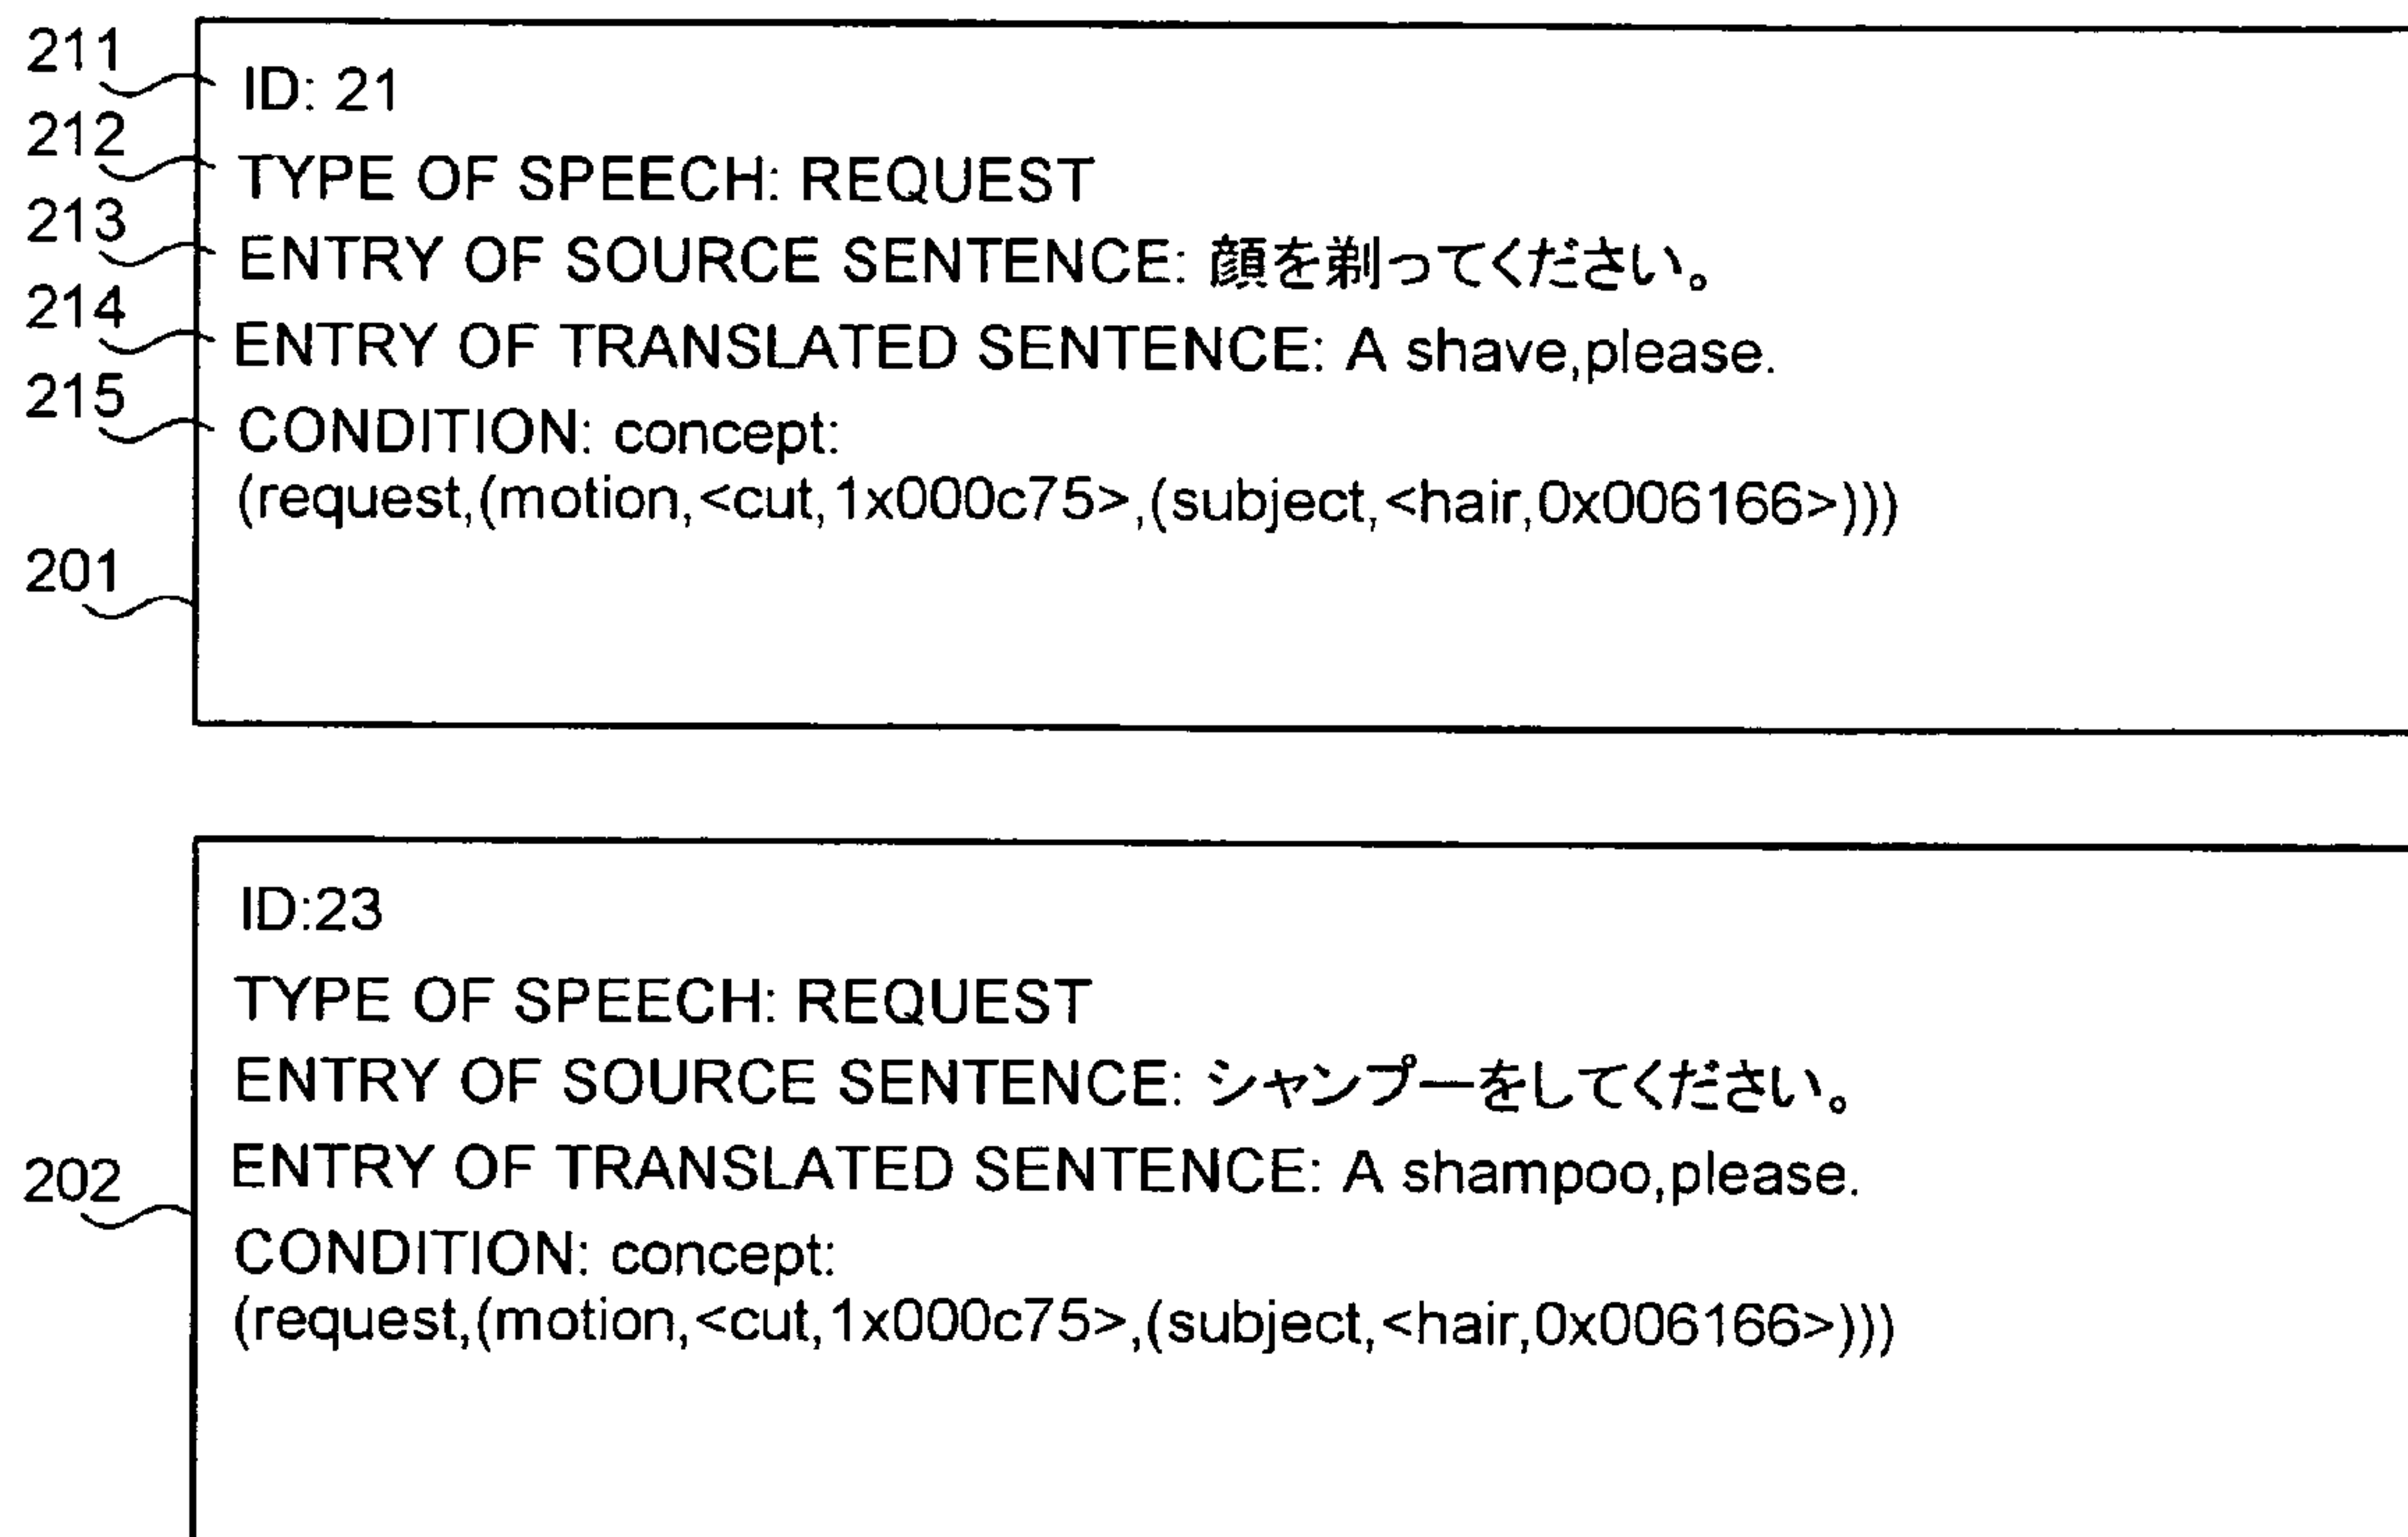 211
ID: 21
212
TYPE OF SPEECH: REQUEST
213
ENTRY OF SOURCE SENTENCE: 顔を剃ってください。
214
ENTRY OF TRANSLATED SENTENCE: A shave,please.
215
CONDITION: concept:
(request,(motion,<cut,1x000c75>,(subject,<hair,0x006166>)))
201
ID:23
TYPE OF SPEECH: REQUEST
ENTRY OF SOURCE SENTENCE: シャンプーをしてください。
202
ENTRY OF TRANSLATED SENTENCE: A shampoo,please.
CONDITION: concept:
(request,(motion,<cut,1x000c75>,(subject,<hair,0x006166>)))